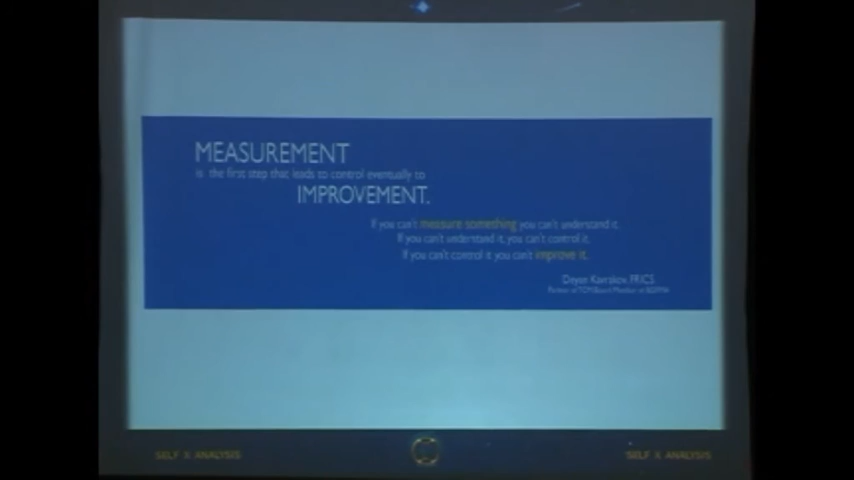 MEASUREMENT
is the first step that leads to control eventually to
IMPROVEMENT.
If you can't measure something you can't understand it.
If you can't understand it, you can't control it.
If you can't control it you can't improve it.
FRICS
SELF X ANALYSIS
SELF X ANALYSIS